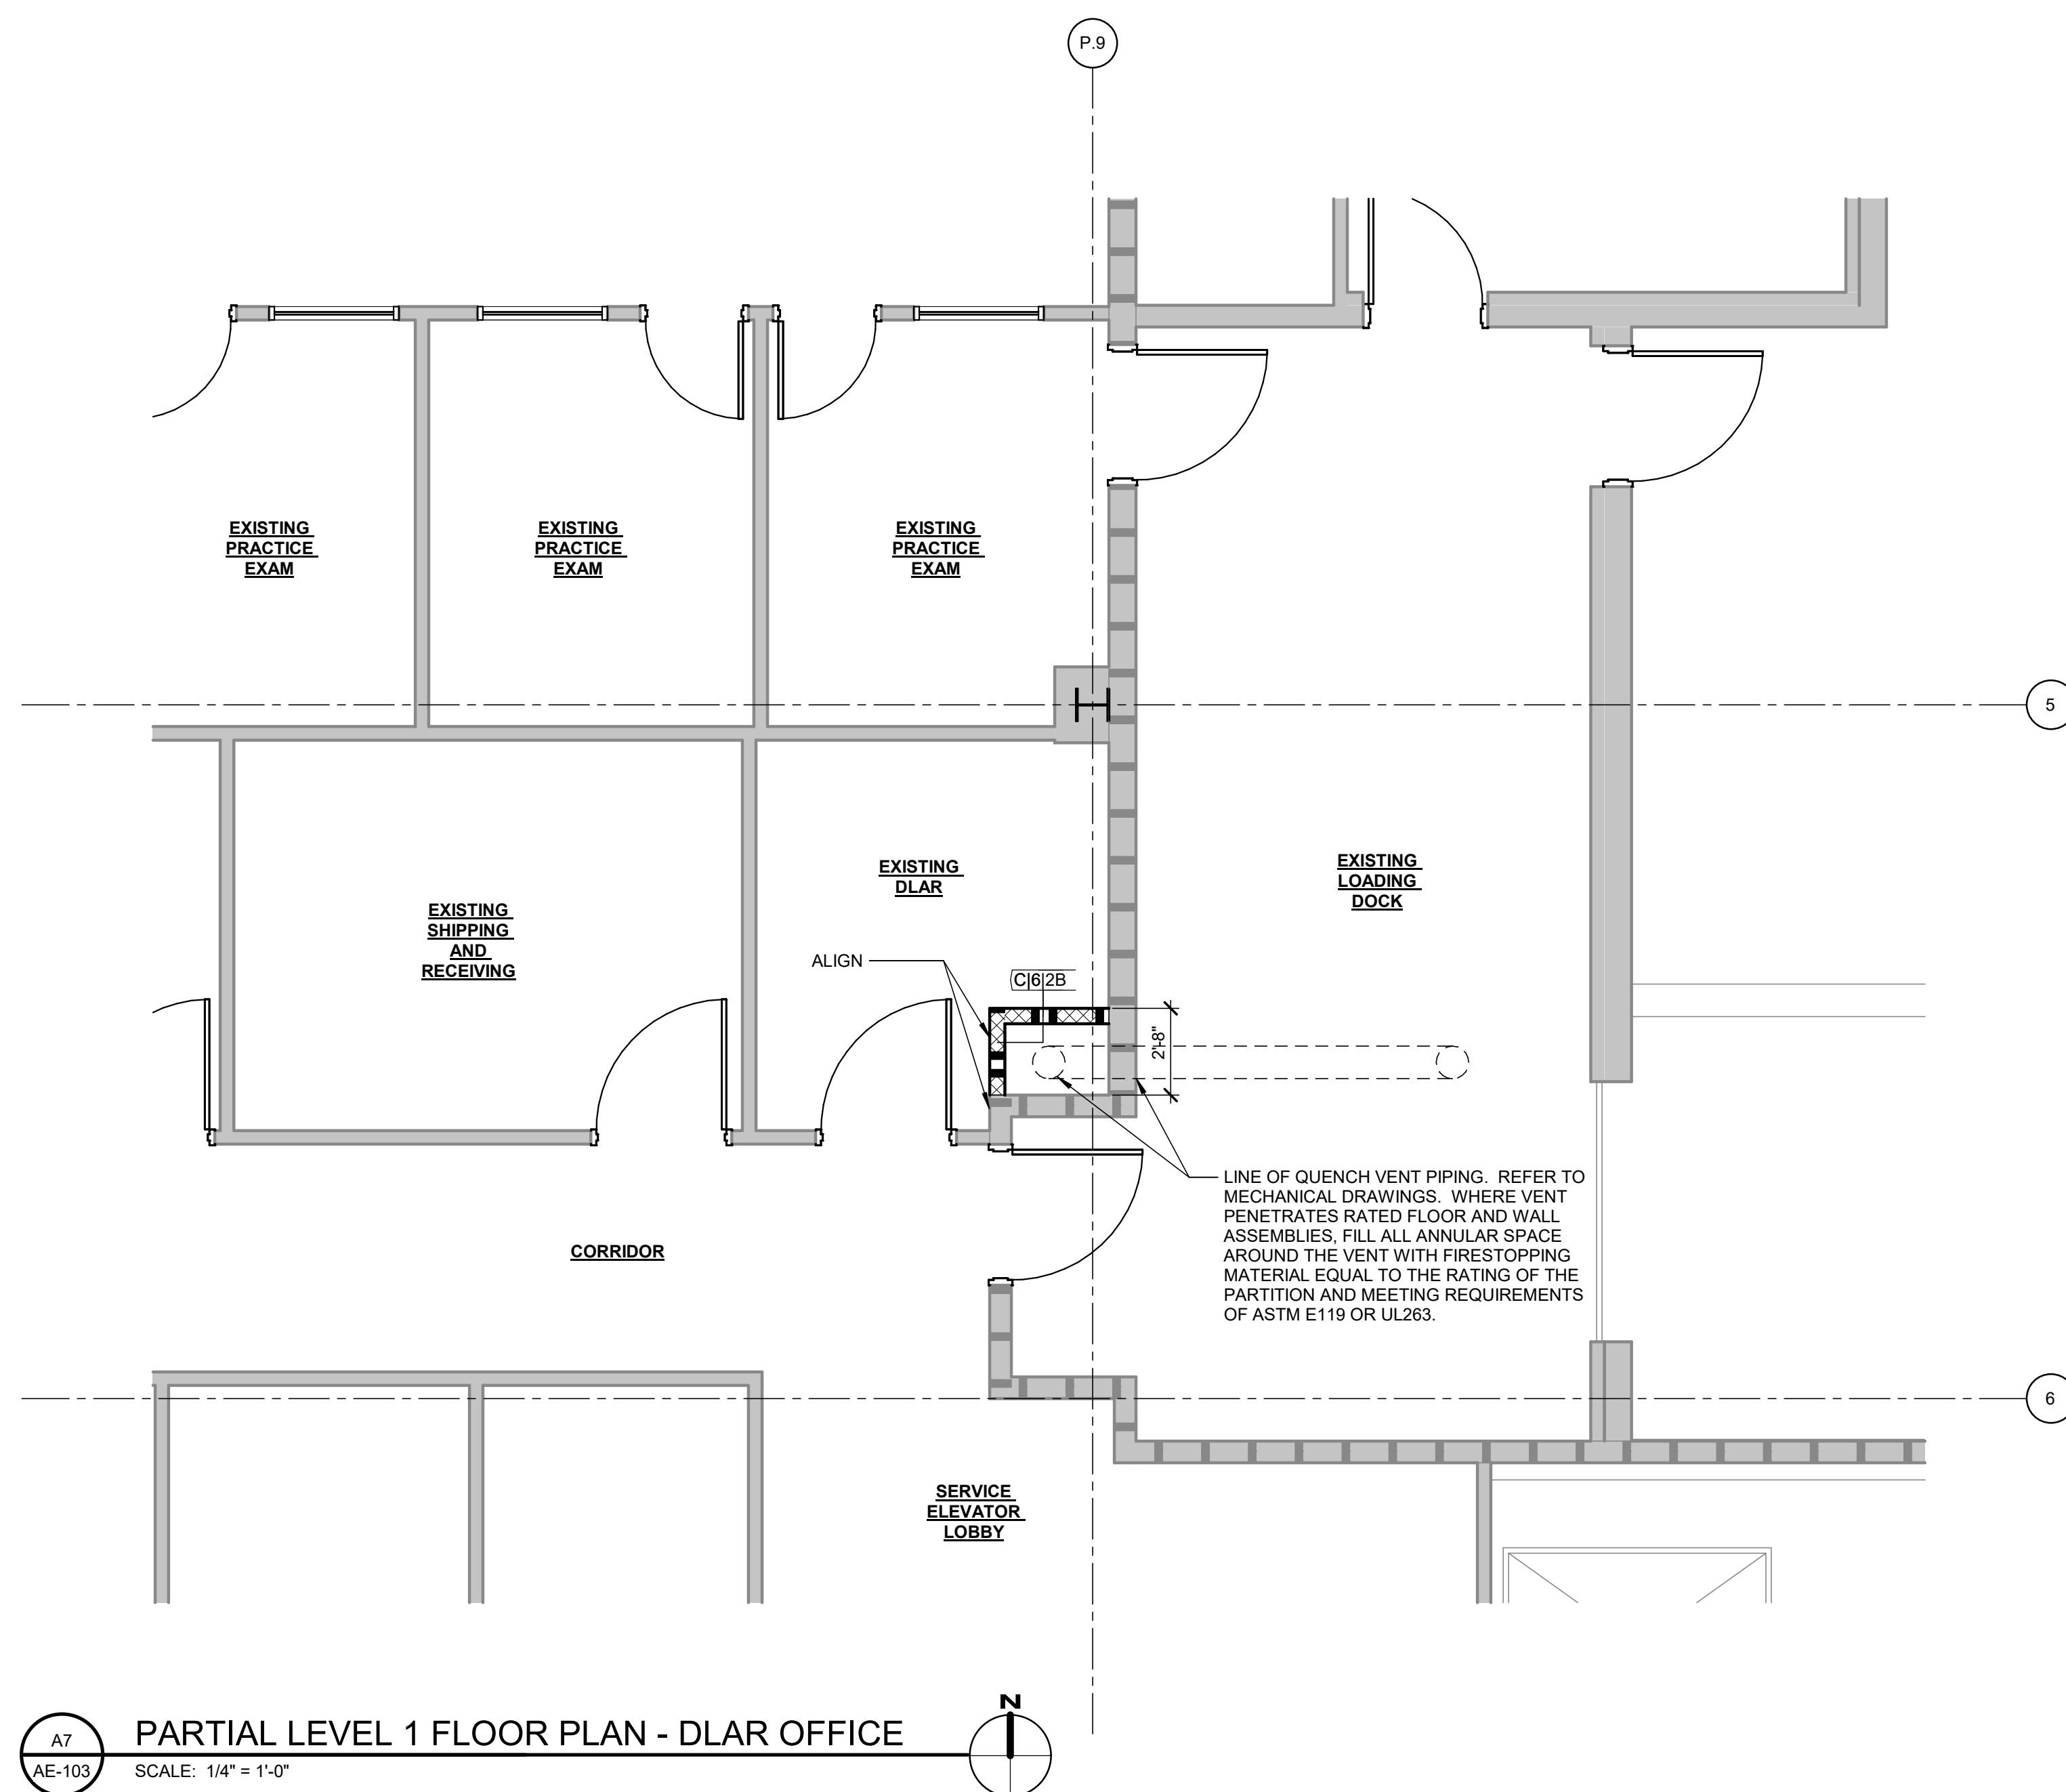 P.9
EXISTING
PRACTICE
EXAM
EXISTING
PRACTICE
EXAM
EXISTING
PRACTICE
EXAM
5
EXISTING
DLAR
EXISTING
LOADING
DOCK
EXISTING
SHIPPING
AND
RECEIVING
ALIGN
C|6|2B
2'-8"
LINE OF QUENCH VENT PIPING.  REFER TO
MECHANICAL DRAWINGS.  WHERE VENT
PENETRATES RATED FLOOR AND WALL
ASSEMBLIES, FILL ALL ANNULAR SPACE
AROUND THE VENT WITH FIRESTOPPING
MATERIAL EQUAL TO THE RATING OF THE
PARTITION AND MEETING REQUIREMENTS
OF ASTM E119 OR UL263.
CORRIDOR
6
SERVICE
ELEVATOR
LOBBY
N
A7
AE-103
PARTIAL LEVEL 1 FLOOR PLAN - DLAR OFFICE
SCALE:  1/4" = 1'-0"